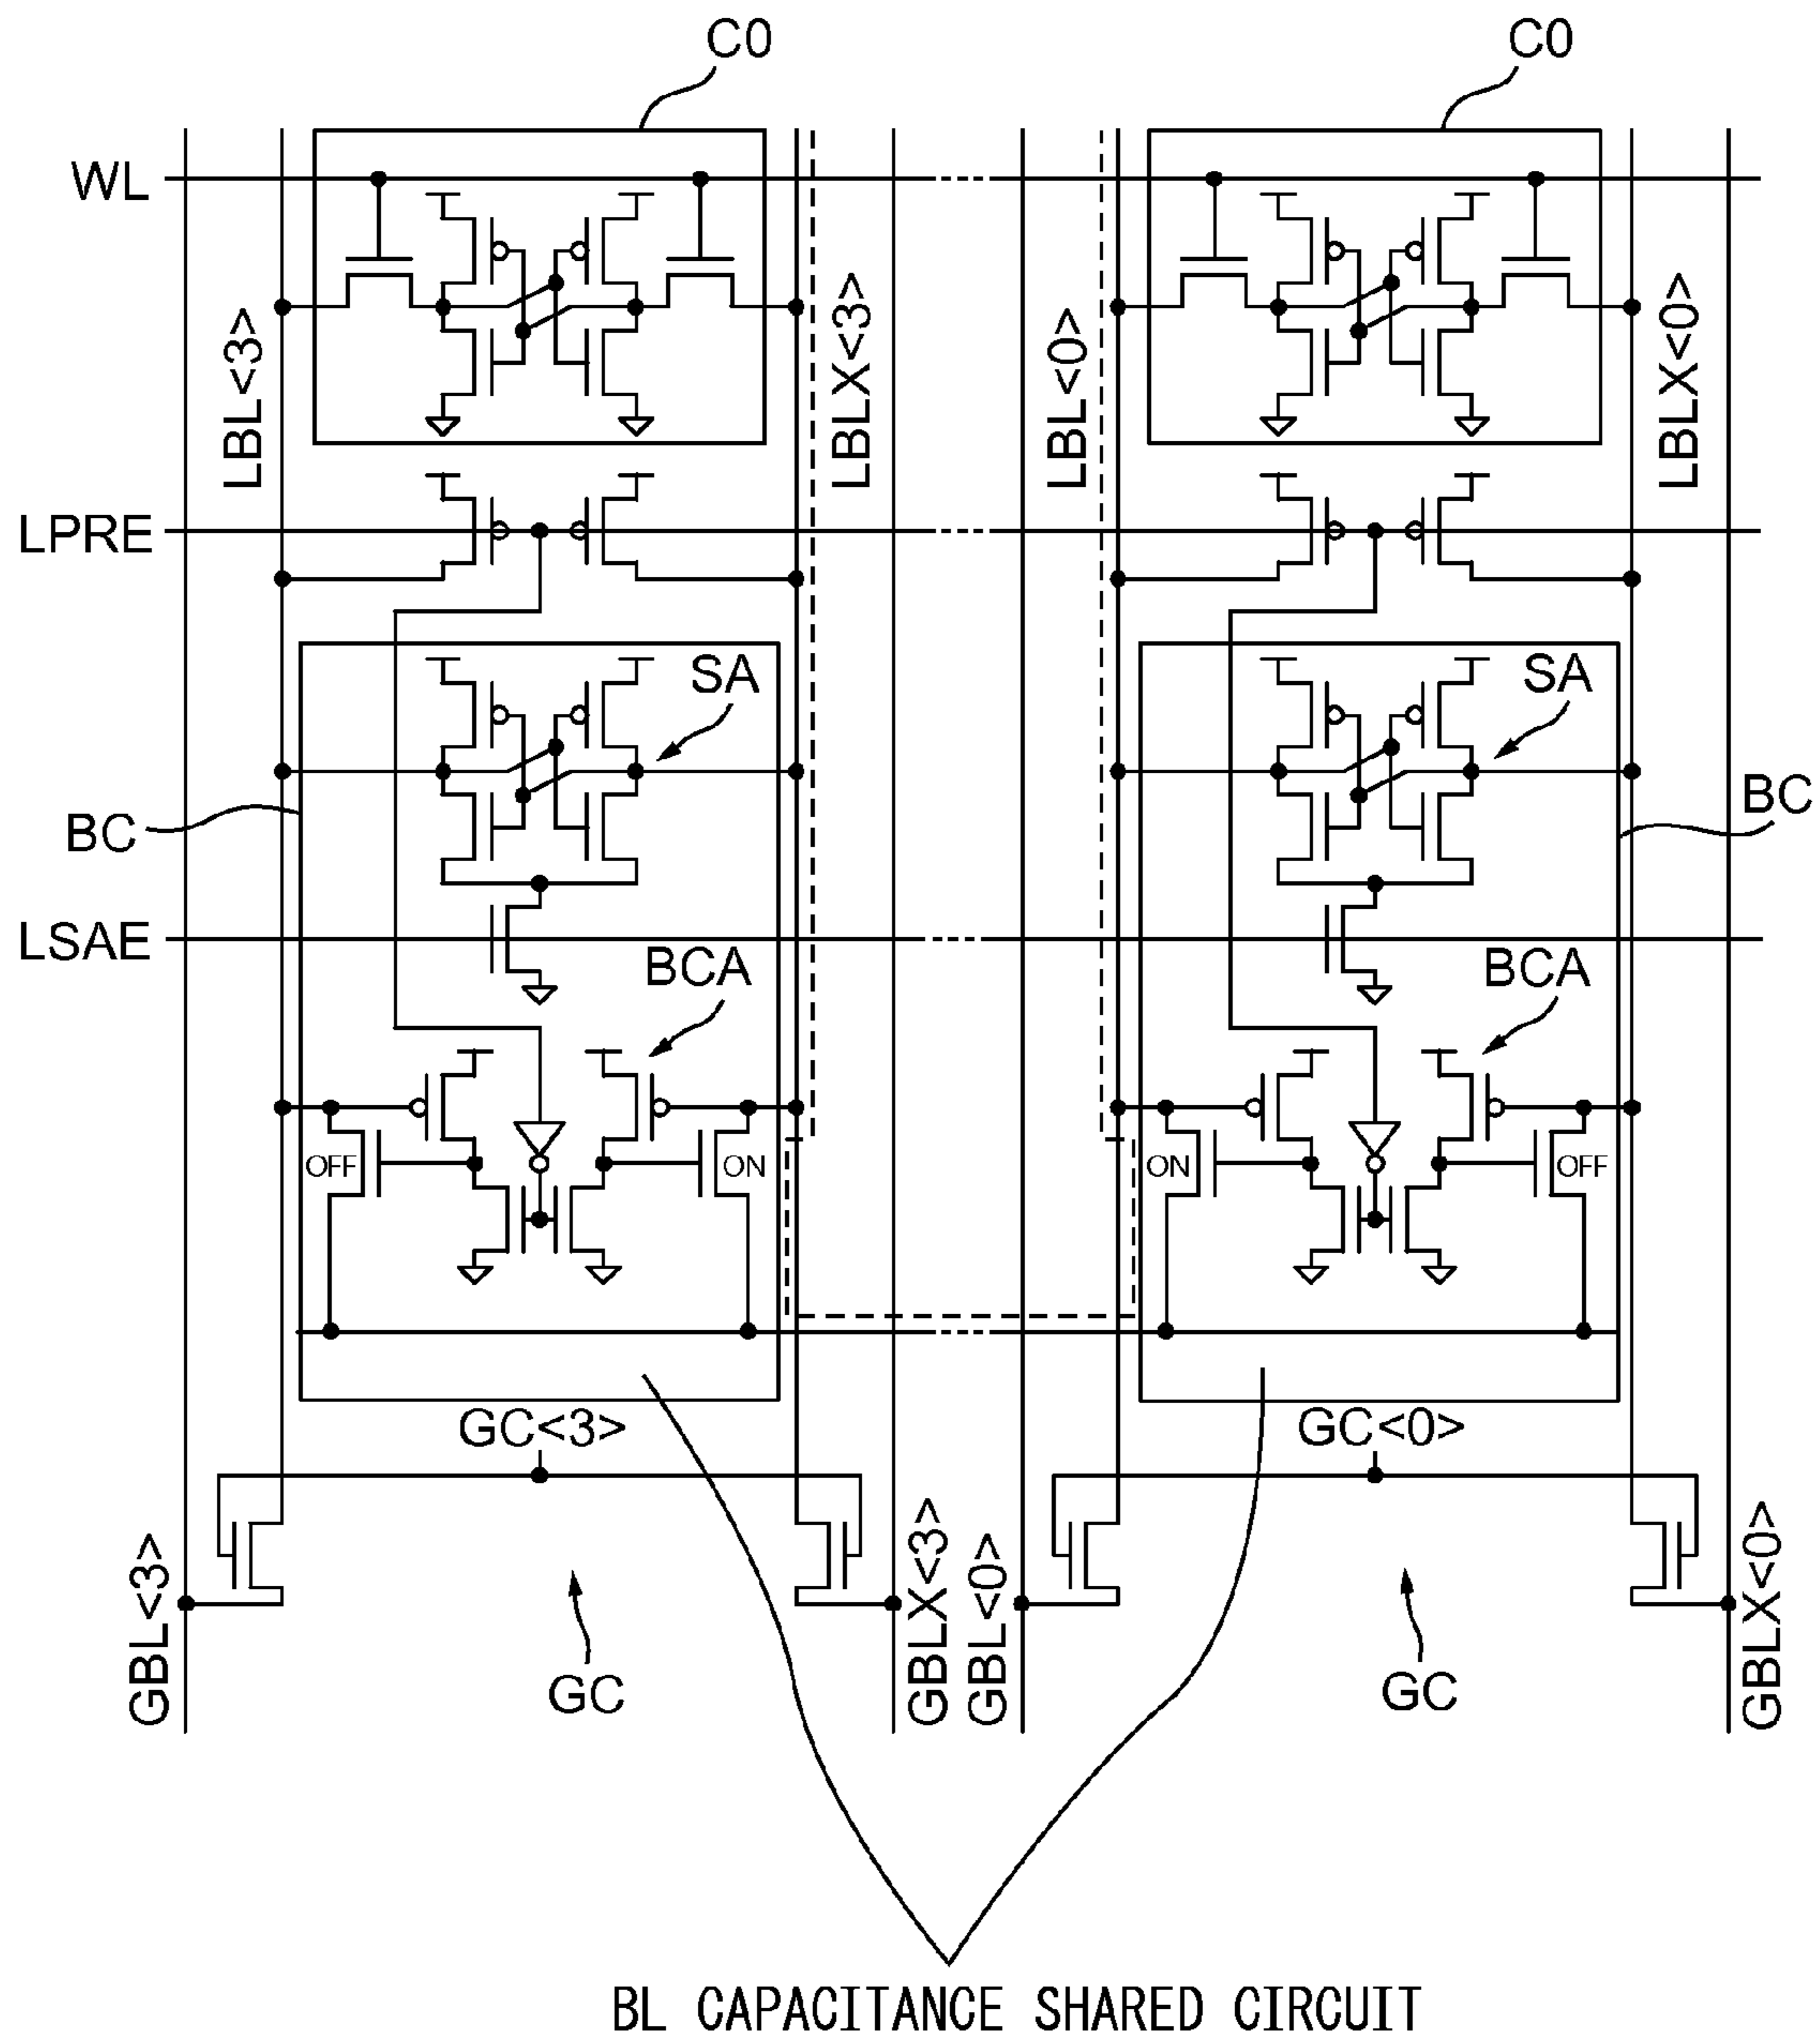 C0
C0
WL
LBL<3>
LBLX<3>
LBL<0>
LBLX<0>
LPRE
SA
SA
BC
BC
LSAE
BCA
BCA
OFF
ON
ON
OFF
GC<3>
GC<0>
GBL<3>
GBLX<3>
GBL<0>
GBLX<0>
GC
GC
BL CAPACITANCE SHARED CIRCUIT